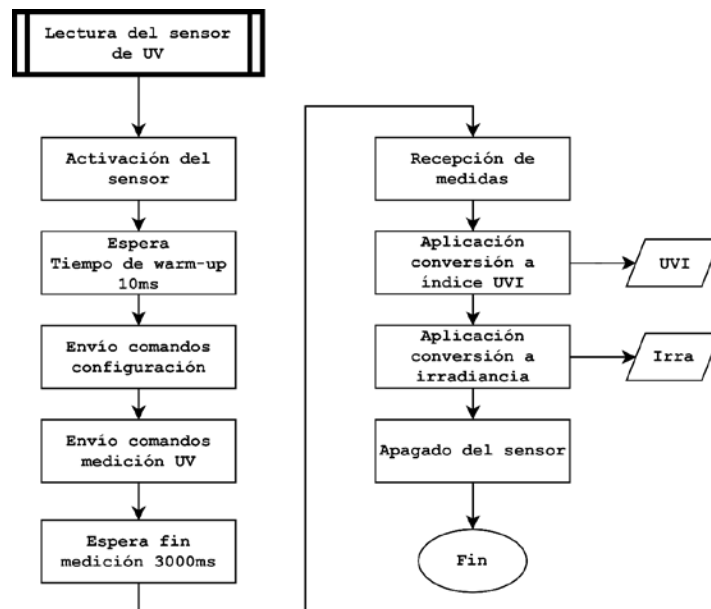 Lectura del sensor
de UV
Activación del
sensor
Espera
Tiempo de warm-up
10ms
Envío comandos
configuración
Envío comandos
medición UV
Espera fin
medición 3000ms
Recepción de
medidas
Aplicación
conversión a
índice UVI
UVI
Aplicación
conversión a
irradiancia
Irra
Apagado del sensor
Fin